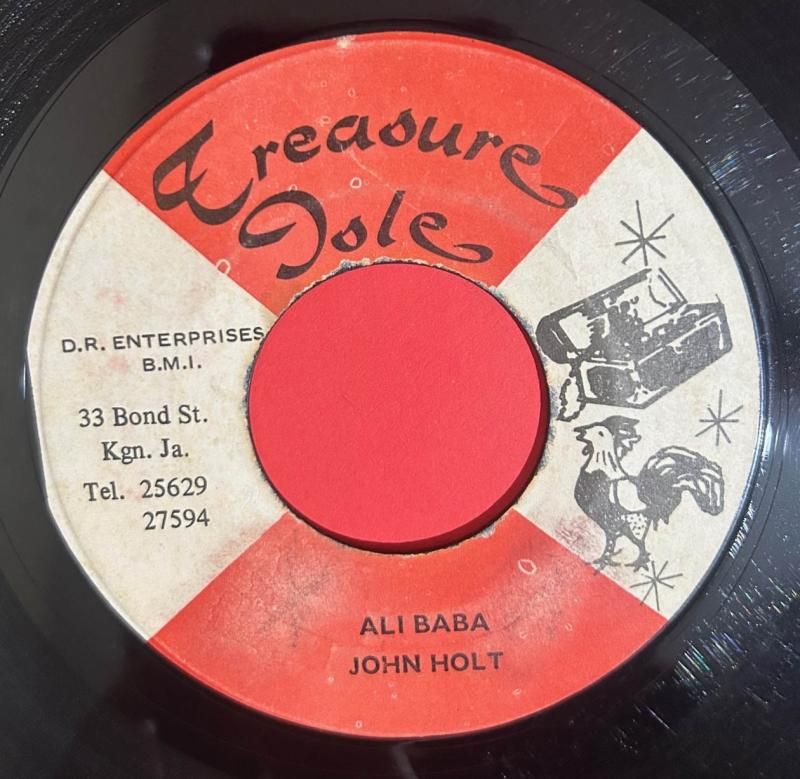 Treasure
Isle
D.R. ENTERPRISES
B.M.I.
33 Bond St.
Kgn. Ja.
Tel. 25629
27594
ALI BABA
JOHN HOLT